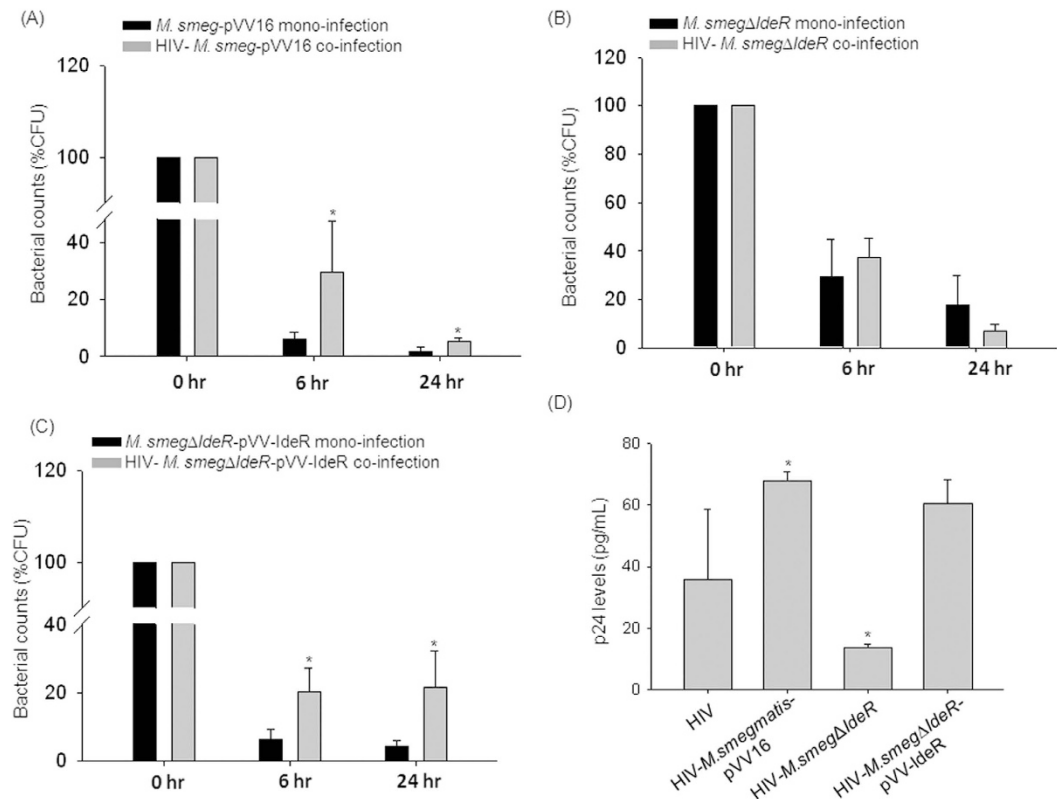 (A)
M. smeg-pVV16 mono-infection
HIV- M. smeg-pVV16 co-infection
Bacterial counts (%CFU)
120
100
40
20
0
*
*
0 hr
6 hr
24 hr
(B)
M. smegΔIdeR mono-infection
HIV- M. smegΔIdeR co-infection
Bacterial counts (%CFU)
120
100
80
60
40
20
0
0 hr
6 hr
24 hr
(C)
M. smegΔIdeR-pVV-IdeR mono-infection
HIV- M. smegΔIdeR-pVV-IdeR co-infection
Bacterial counts (%CFU)
120
100
40
20
0
*
*
0 hr
6 hr
24 hr
(D)
p24 levels (pg/mL)
80
60
40
20
0
*
*
HIV
HIV-M.smegmatis-
pVV16
HIV-M.smegΔIdeR
HIV-M.smegΔIdeR-
pVV-IdeR